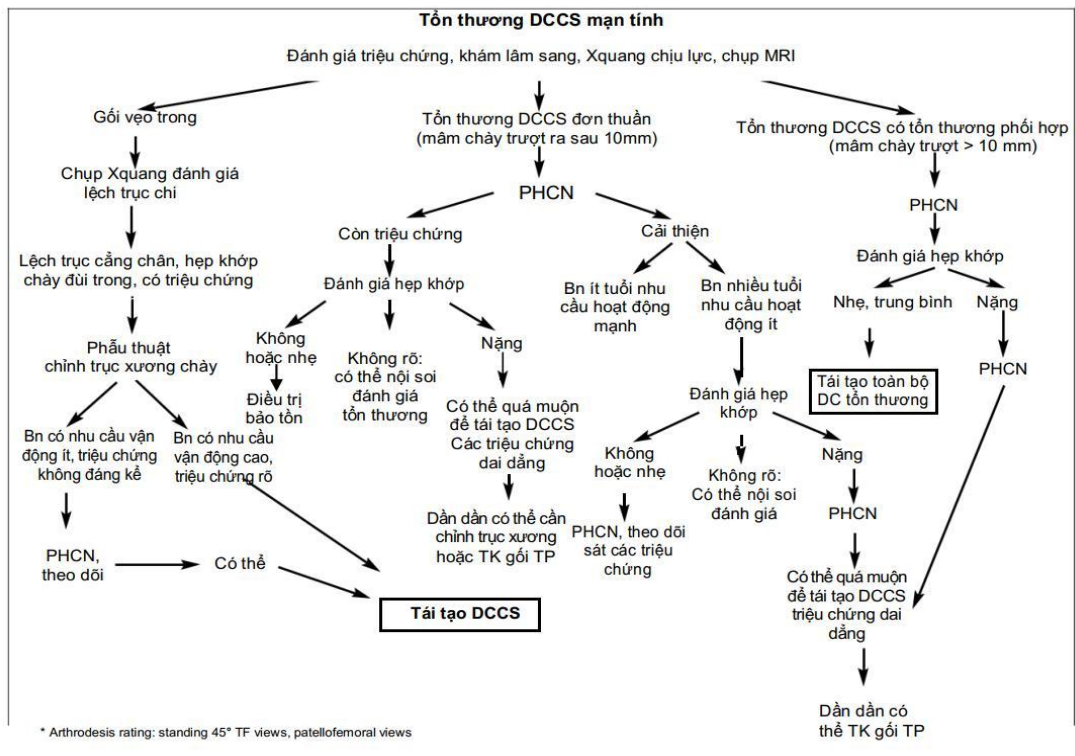 Tổn thương DCCS mạn tính
Đánh giá triệu chứng, khám lâm sang, Xquang chịu lực, chụp MRI
Gối vẹo trong
Chụp Xquang đánh giá
lệch trục chi
Lệch trục cẳng chân, hẹp khớp
chày đùi trong, có triệu chứng
Phẫu thuật
chỉnh trục xương chày
Bn có nhu cầu vận
động ít, triệu chứng
không đáng kể
Bn có nhu cầu
vận động cao,
triệu chứng rõ
PHCN,
theo dõi
Có thể
Tái tạo DCCS
Tổn thương DCCS đơn thuần
(mâm chày trượt ra sau 10mm)
PHCN
Còn triệu chứng
Đánh giá hẹp khớp
Không
hoặc nhẹ
Điều trị
bảo tồn
Không rõ:
có thể nội soi
đánh giá
tổn thương
Nặng
Có thể quá muộn
để tái tạo DCCS
Các triệu chứng
dai dẳng
Dần dần có thể cần
chỉnh trục xương
hoặc TK gối TP
Cải thiện
Bn ít tuổi nhu
cầu hoạt động
mạnh
Bn nhiều tuổi
nhu cầu hoạt
động ít
Đánh giá hẹp
khớp
Không
hoặc nhẹ
PHCN, theo dõi
sát các triệu
chứng
Không rõ:
Có thể nội soi
đánh giá
Nặng
PHCN
Có thể quá muộn
để tái tạo DCCS
triệu chứng dai
dẳng
Dần dần có
thể TK gối TP
Tổn thương DCCS có tổn thương phối hợp
(mâm chày trượt > 10 mm)
PHCN
Đánh giá hẹp khớp
Nhẹ, trung bình
Tái tạo toàn bộ
DC tổn thương
Nặng
PHCN
* Arthrodesis rating: standing 45° TF views, patellofemoral views